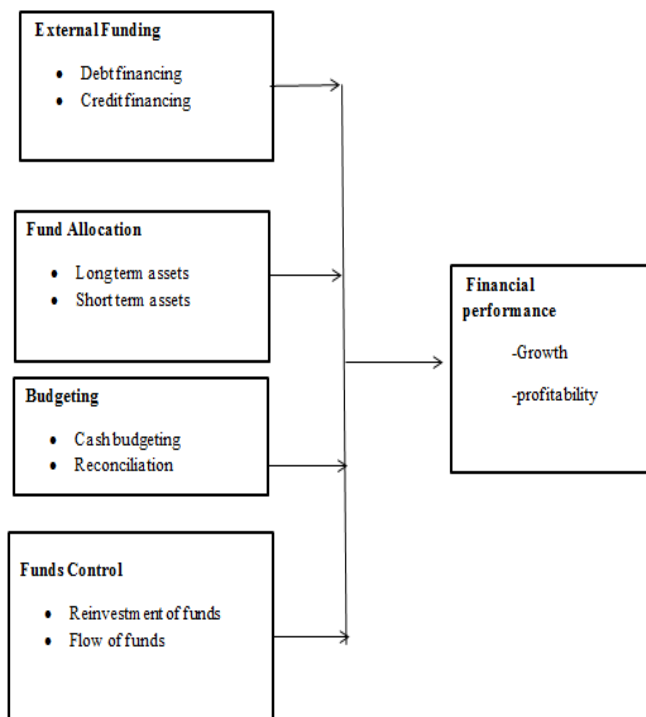 External Funding
• Debt financing
• Credit financing
Fund Allocation
• Long term assets
• Short term assets
Budgeting
• Cash budgeting
• Reconciliation
Funds Control
• Reinvestment of funds
• Flow of funds
Financial
performance
-Growth
-profitability